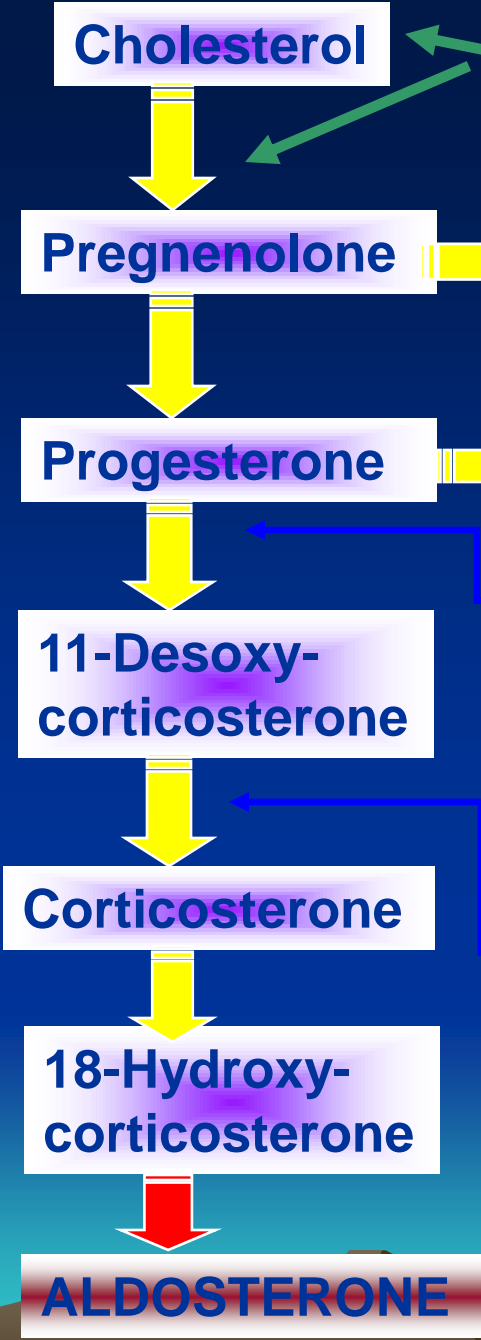 Cholesterol
Pregnenolone
Progesterone
11-Desoxy-
corticosterone
Corticosterone
18-Hydroxy-
corticosterone
ALDOSTERONE